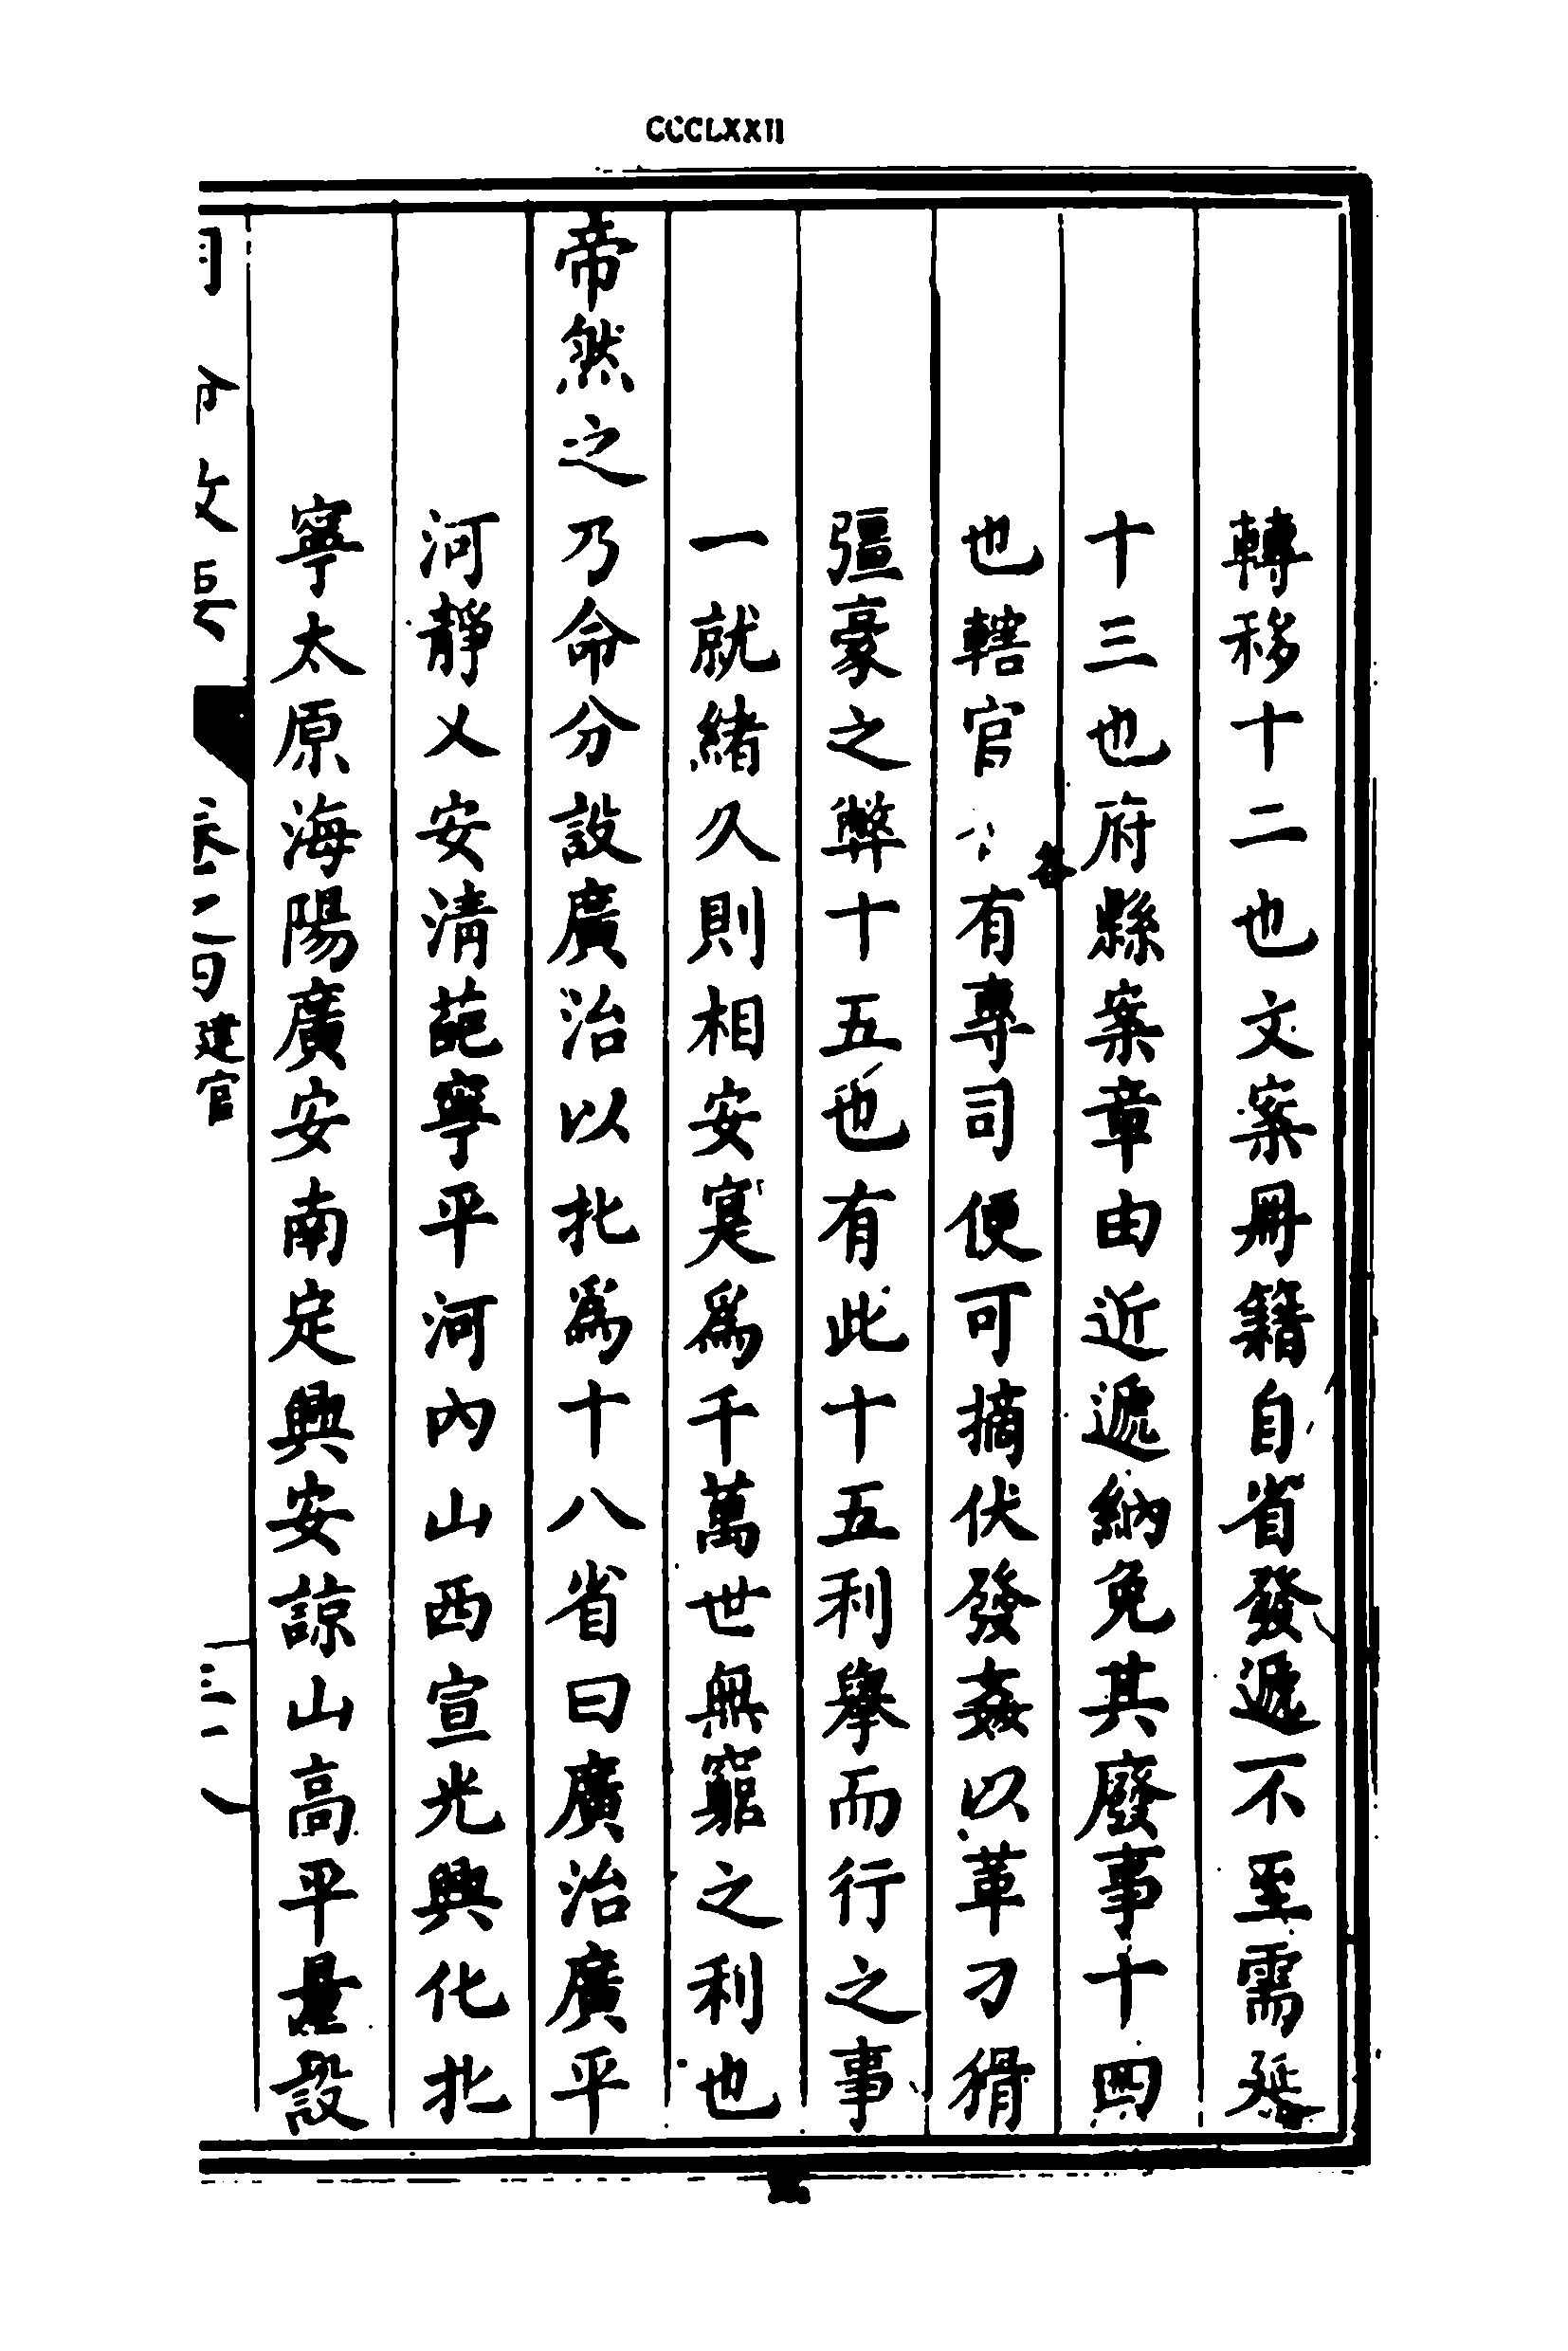 CCCLXXII
轉移十二也文案冊籍自省發遞不至需延
十三也府縣案章由近遞納免其廢事十四
也轄官各有專司便可摘伏發姦以革刁猾
彊豪之弊十五也有此十五利舉而行之事
一就緒久則相安寔爲千萬世無窮之利也
帝然之乃命分設廣治以北爲十八省曰廣治廣平
河靜乂安清葩寧平河內山西宣光興化北
寧太原海陽廣安南定興安諒山高平量設
建官